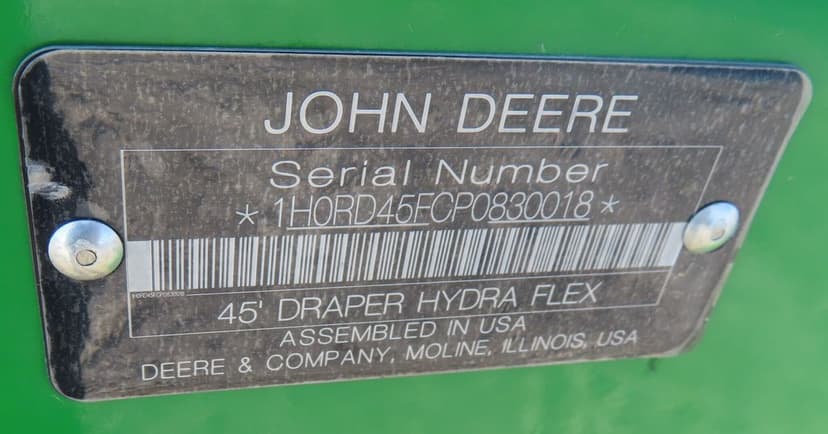 JOHN DEERE
Serial Number
* 1H0RD45FCP0830018 *
45' DRAPER HYDRA FLEX
ASSEMBLED IN USA
DEERE & COMPANY, MOLINE, ILLINOIS, USA